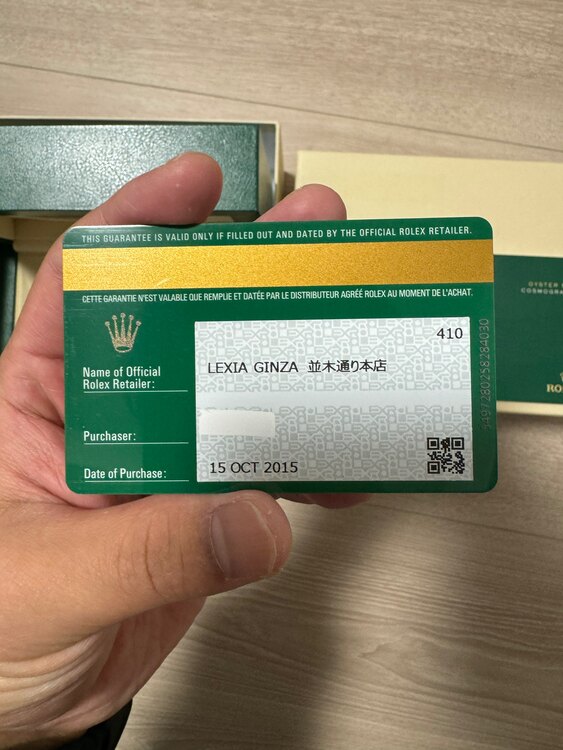 THIS GUARANTEE IS VALID ONLY IF FILLED OUT AND DATED BY THE OFFICIAL ROLEX RETAILER.
CETTE GARANTIE N'EST VALABLE QUE REMPLIE ET DATÉE PAR LE DISTRIBUTEUR AGRÉÉ ROLEX AU MOMENT DE L'ACHAT.
410
Name of Official
Rolex Retailer:
LEXIA GINZA 並木通り本店
Purchaser:
Date of Purchase:
15 OCT 2015
OYSTER